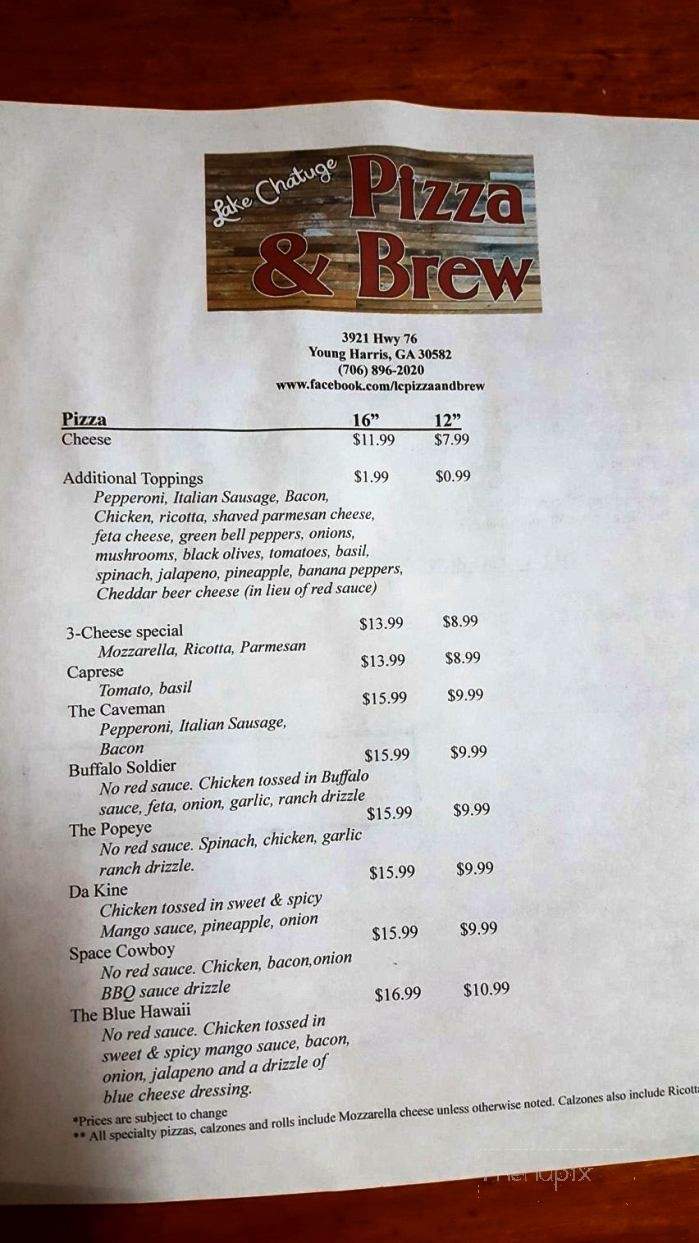 Lake Chatuge Pizza
& Brew
3921 Hwy 76
Young Harris, GA 30582
(706) 896-2020
www.facebook.com/lcpizzaandbrew
Pizza 16” 12”
Cheese $11.99 $7.99
Additional Toppings $1.99 $0.99
Pepperoni, Italian Sausage, Bacon,
Chicken, ricotta, shaved parmesan cheese,
feta cheese, green bell peppers, onions,
mushrooms, black olives, tomatoes, basil,
spinach, jalapeno, pineapple, banana peppers,
Cheddar beer cheese (in lieu of red sauce)
3-Cheese special $13.99 $8.99
Mozzarella, Ricotta, Parmesan
Caprese $13.99 $8.99
Tomato, basil
The Caveman $15.99 $9.99
Pepperoni, Italian Sausage,
Bacon
Buffalo Soldier $15.99 $9.99
No red sauce. Chicken tossed in Buffalo
sauce, feta, onion, garlic, ranch drizzle
The Popeye $15.99 $9.99
No red sauce. Spinach, chicken, garlic
ranch drizzle.
Da Kine $15.99 $9.99
Chicken tossed in sweet & spicy
Mango sauce, pineapple, onion
Space Cowboy $15.99 $9.99
No red sauce. Chicken, bacon,onion
BBQ sauce drizzle
The Blue Hawaii $16.99 $10.99
No red sauce. Chicken tossed in
sweet & spicy mango sauce, bacon,
onion, jalapeno and a drizzle of
blue cheese dressing.
*Prices are subject to change
** All specialty pizzas, calzones and rolls include Mozzarella cheese unless otherwise noted. Calzones also include Ricotta
menupix